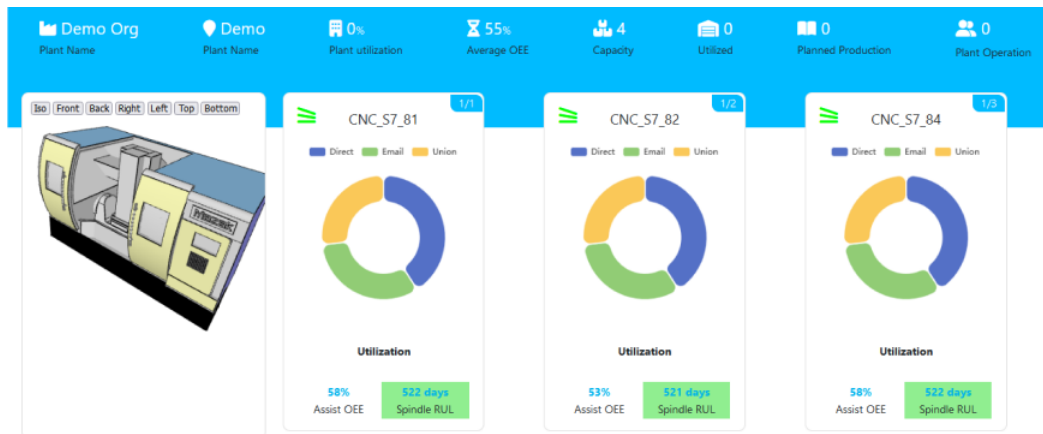 Demo Org
Plant Name
Demo
Plant Name
0%
Plant utilization
55%
Average OEE
4
Capacity
0
Utilized
0
Planned Production
0
Plant Operation
Iso Front Back Right Left Top Bottom
Mazak
1/1
CNC_S7_81
Direct Email Union
Utilization
58%
Assist OEE
522 days
Spindle RUL
1/2
CNC_S7_82
Direct Email Union
Utilization
53%
Assist OEE
521 days
Spindle RUL
1/3
CNC_S7_84
Direct Email Union
Utilization
58%
Assist OEE
522 days
Spindle RUL